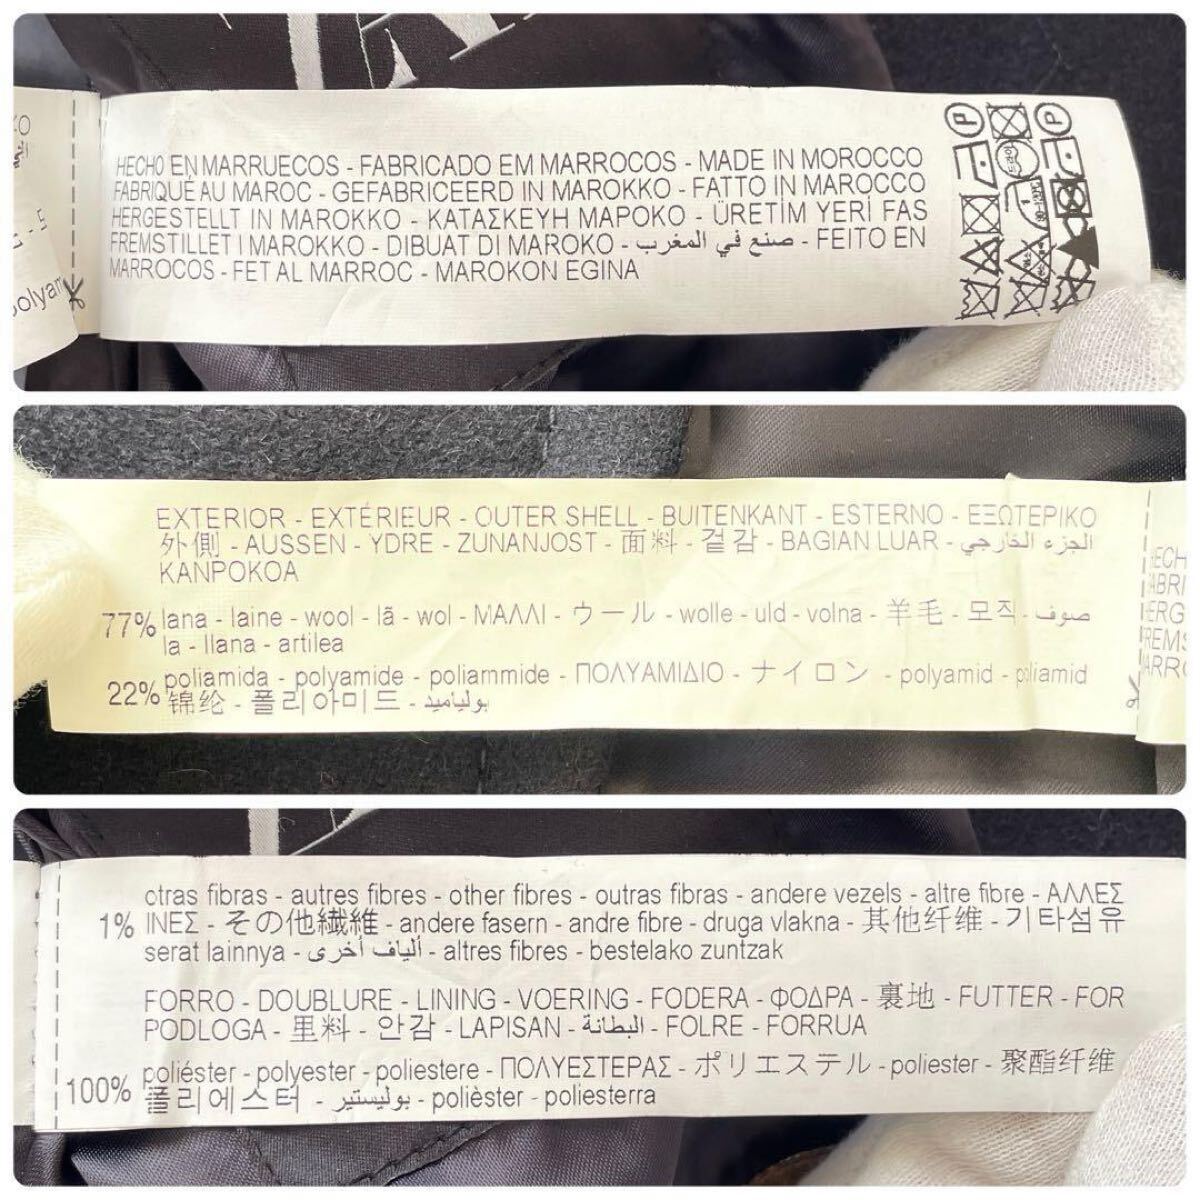 HECHO EN MARRUECOS - FABRICADO EM MARROCOS - MADE IN MOROCCO
FABRIQUÉ AU MAROC - GEFABRICEERD IN MAROKKO - FATTO IN MAROCCO
HERGESTELLT IN MAROKKO - ΚΑΤΑΣΚΕΥΗ ΜΑΡΟΚΟ - ÜRETİM YERİ FAS
FREMSTILLET I MAROKKO - DIBUAT DI MAROKO - صنع في المغرب - FEITO EN
MARROCOS - FET AL MARROC - MAROKON EGINA
EXTERIOR - EXTÉRIEUR - OUTER SHELL - BUITENKANT - ESTERNO - ΕΞΩΤΕΡΙΚΟ
外側 - AUSSEN - YDRE - ZUNANJOST - 面料 - 겉감 - BAGIAN LUAR - الجزء الخارجي
KANPOKOA
77% lana - laine - wool - lã - wol - ΜΑΛΛΙ - ウール - wolle - uld - volna - 羊毛 - 모직 - صوف
la - llana - artilea
22% poliamida - polyamide - poliammide - ΠΟΛΥΑΜΙΔΙΟ - ナイロン - polyamid - poliamid
锦纶 - 폴리아미드 - بولياميد
otras fibras - autres fibres - other fibres - outras fibras - andere vezels - altre fibre - ΑΛΛΕΣ
1% ΙΝΕΣ - その他繊維 - andere fasern - andre fibre - druga vlakna - 其他纤维 - 기타섬유
serat lainnya - ألياف أخرى - altres fibres - bestelako zuntzak
FORRO - DOUBLURE - LINING - VOERING - FODERA - ΦΟΔΡΑ - 裏地 - FUTTER - FOR
PODLOGA - 里料 - 안감 - LAPISAN - البطانة - FOLRE - FORRUA
100% poliéster - polyester - poliestere - ΠΟΛΥΕΣΤΕΡΑΣ - ポリエステル - poliester - 聚酯纤维
폴리에스터 - بوليستير - polièster - poliesterra